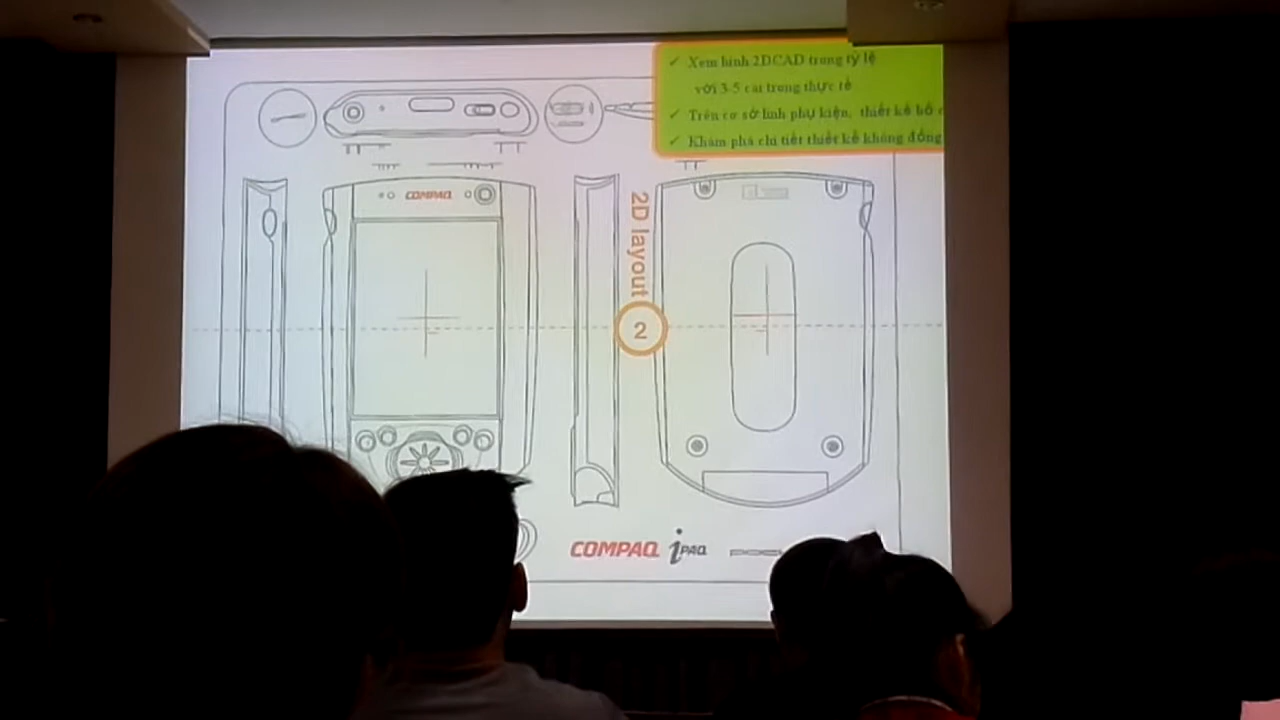 ✓ Xem hình 2DCAD trong tỷ lệ
với 3-5 cái trong thực tế
✓ Trên cơ sở linh phụ kiện, thiết kế bố
✓ Khám phá chi tiết thiết kế không đồng
COMPAQ
2D layout
2
COMPAQ iPAQ